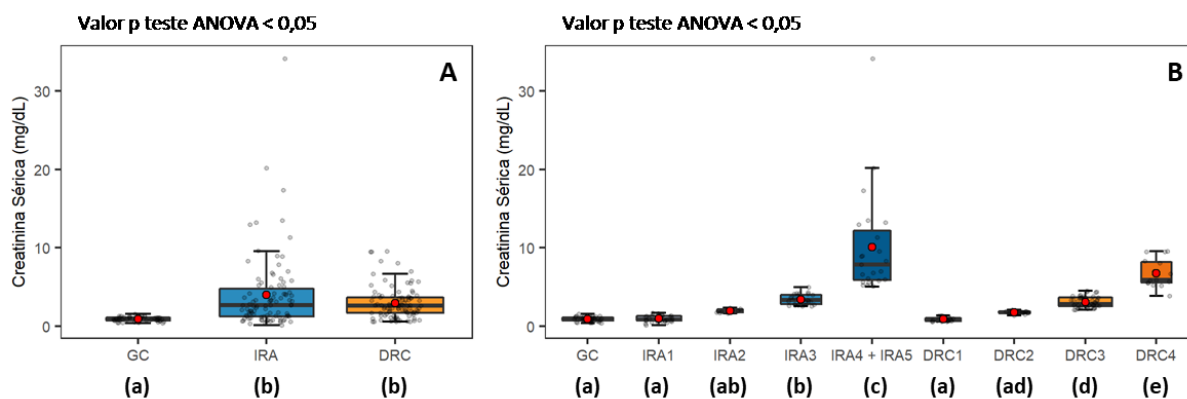 Valor p teste ANOVA < 0,05
A
Creatinina Sérica (mg/dL)
30
20
10
0
GC IRA DRC
(a) (b) (b)
Valor p teste ANOVA < 0,05
B
Creatinina Sérica (mg/dL)
30
20
10
0
GC IRA1 IRA2 IRA3 IRA4 + IRA5 DRC1 DRC2 DRC3 DRC4
(a) (a) (ab) (b) (c) (a) (ad) (d) (e)